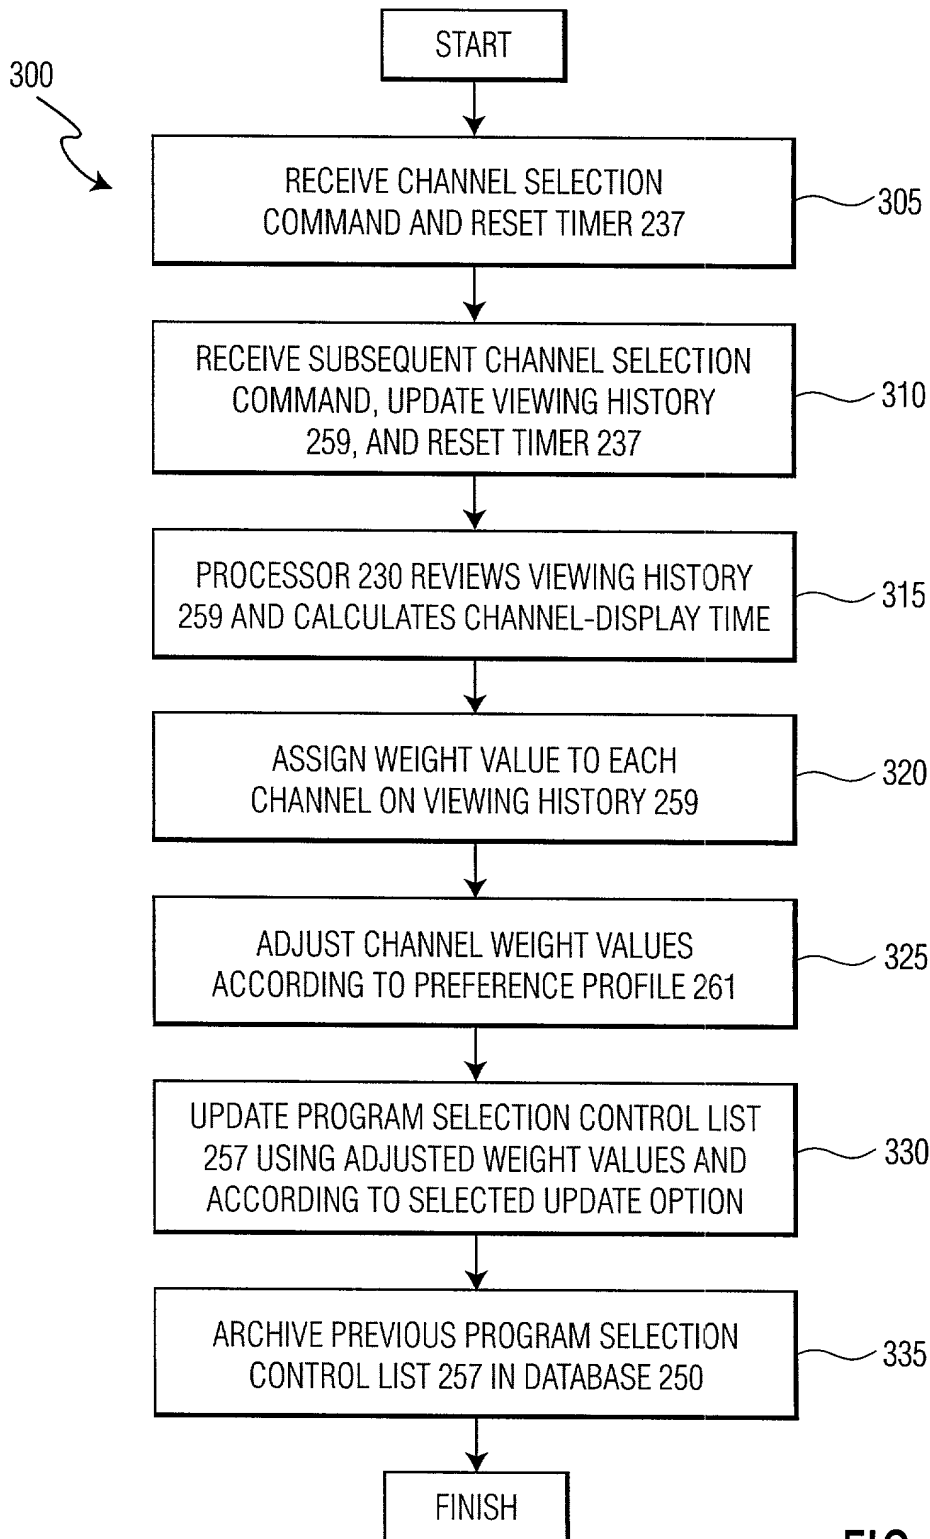 START
300
RECEIVE CHANNEL SELECTION
COMMAND AND RESET TIMER 237
305
RECEIVE SUBSEQUENT CHANNEL SELECTION
COMMAND, UPDATE VIEWING HISTORY
259, AND RESET TIMER 237
310
PROCESSOR 230 REVIEWS VIEWING HISTORY
259 AND CALCULATES CHANNEL-DISPLAY TIME
315
ASSIGN WEIGHT VALUE TO EACH
CHANNEL ON VIEWING HISTORY 259
320
ADJUST CHANNEL WEIGHT VALUES
ACCORDING TO PREFERENCE PROFILE 261
325
UPDATE PROGRAM SELECTION CONTROL LIST
257 USING ADJUSTED WEIGHT VALUES AND
ACCORDING TO SELECTED UPDATE OPTION
330
ARCHIVE PREVIOUS PROGRAM SELECTION
CONTROL LIST 257 IN DATABASE 250
335
FINISH